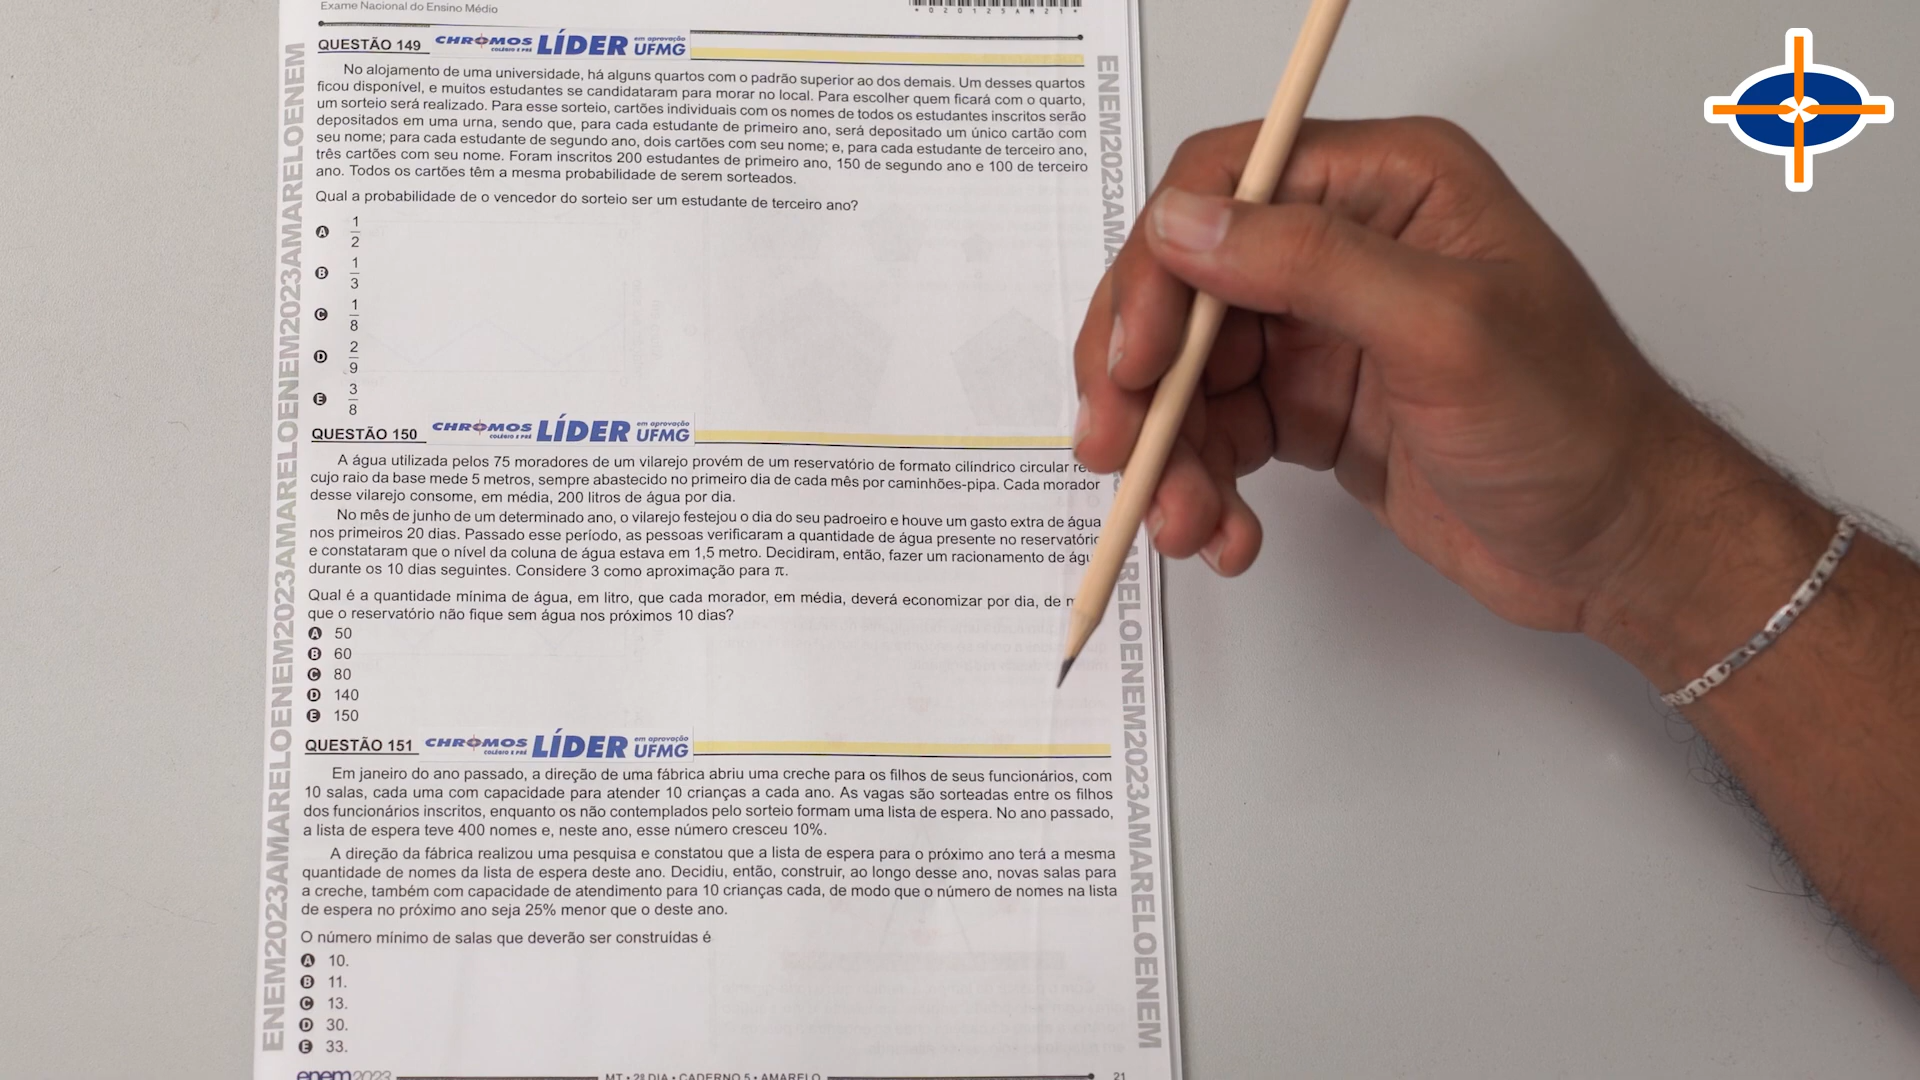 Exame Nacional do Ensino Médio
*020125AM21*
QUESTÃO 149 CHROMOS COLÉGIO E PRÉ LÍDER em aprovação UFMG
No alojamento de uma universidade, há alguns quartos com o padrão superior ao dos demais. Um desses quartos
ficou disponível, e muitos estudantes se candidataram para morar no local. Para escolher quem ficará com o quarto,
um sorteio será realizado. Para esse sorteio, cartões individuais com os nomes de todos os estudantes inscritos serão
depositados em uma urna, sendo que, para cada estudante de primeiro ano, será depositado um único cartão com
seu nome; para cada estudante de segundo ano, dois cartões com seu nome; e, para cada estudante de terceiro ano,
três cartões com seu nome. Foram inscritos 200 estudantes de primeiro ano, 150 de segundo ano e 100 de terceiro
ano. Todos os cartões têm a mesma probabilidade de serem sorteados.
Qual a probabilidade de o vencedor do sorteio ser um estudante de terceiro ano?
A 1/2
B 1/3
C 1/8
D 2/9
E 3/8
QUESTÃO 150 CHROMOS COLÉGIO E PRÉ LÍDER em aprovação UFMG
A água utilizada pelos 75 moradores de um vilarejo provém de um reservatório de formato cilíndrico circular
cujo raio da base mede 5 metros, sempre abastecido no primeiro dia de cada mês por caminhões-pipa. Cada morador
desse vilarejo consome, em média, 200 litros de água por dia.
No mês de junho de um determinado ano, o vilarejo festejou o dia do seu padroeiro e houve um gasto extra de água
nos primeiros 20 dias. Passado esse período, as pessoas verificaram a quantidade de água presente no reservatório
e constataram que o nível da coluna de água estava em 1,5 metro. Decidiram, então, fazer um racionamento de águ
durante os 10 dias seguintes. Considere 3 como aproximação para π.
Qual é a quantidade mínima de água, em litro, que cada morador, em média, deverá economizar por dia, de
que o reservatório não fique sem água nos próximos 10 dias?
A 50
B 60
C 80
D 140
E 150
QUESTÃO 151 CHROMOS COLÉGIO E PRÉ LÍDER em aprovação UFMG
Em janeiro do ano passado, a direção de uma fábrica abriu uma creche para os filhos de seus funcionários, com
10 salas, cada uma com capacidade para atender 10 crianças a cada ano. As vagas são sorteadas entre os filhos
dos funcionários inscritos, enquanto os não contemplados pelo sorteio formam uma lista de espera. No ano passado,
a lista de espera teve 400 nomes e, neste ano, esse número cresceu 10%.
A direção da fábrica realizou uma pesquisa e constatou que a lista de espera para o próximo ano terá a mesma
quantidade de nomes da lista de espera deste ano. Decidiu, então, construir, ao longo desse ano, novas salas para
a creche, também com capacidade de atendimento para 10 crianças cada, de modo que o número de nomes na lista
de espera no próximo ano seja 25% menor que o deste ano.
O número mínimo de salas que deverão ser construídas é
A 10.
B 11.
C 13.
D 30.
E 33.
enem2023 MT • 2º DIA • CADERNO 5 • AMARELO 21
ENEM2023AMARELOENEM2023AMARELOENEM2023AMARELOENEM
ENEM2023AMA
ARELOENEM2023AMARELOENEM